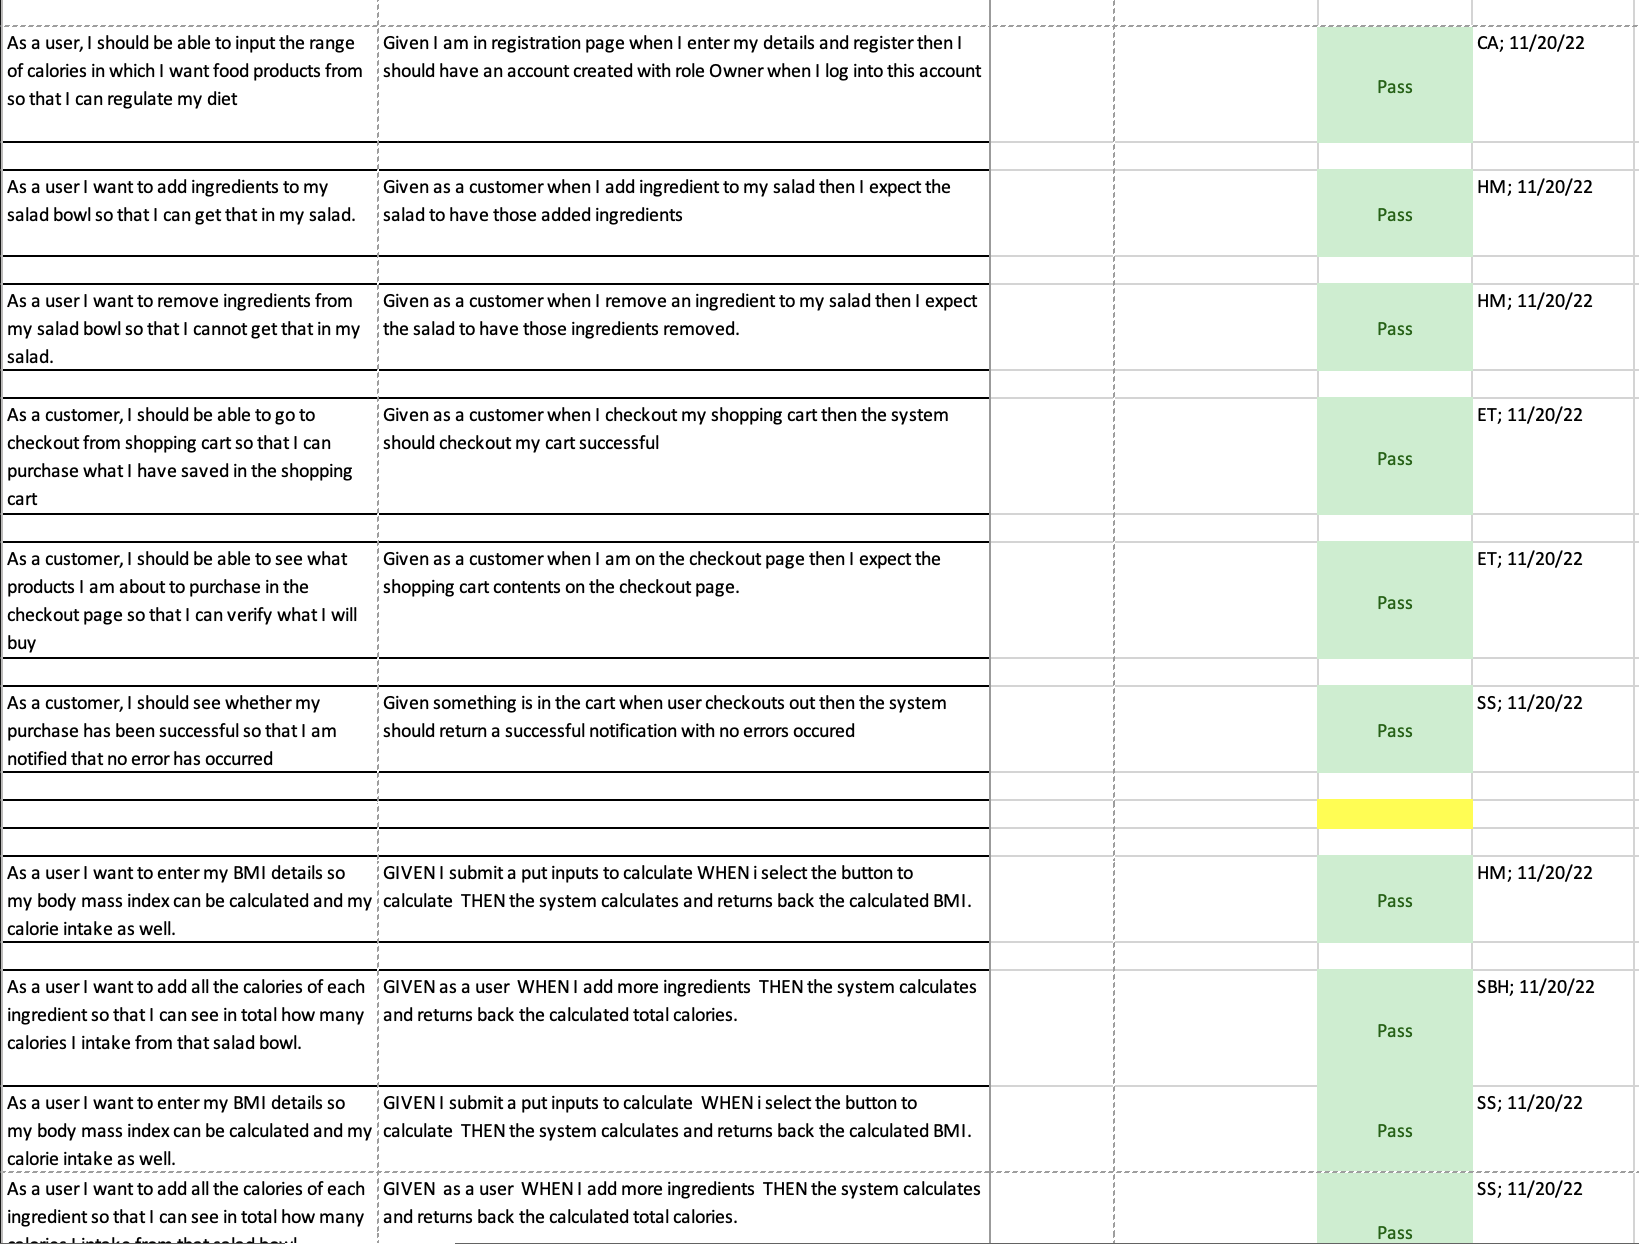 As a user, I should be able to input the range
of calories in which I want food products from
so that I can regulate my diet
Given I am in registration page when I enter my details and register then I
should have an account created with role Owner when I log into this account
Pass
CA; 11/20/22
As a user I want to add ingredients to my
salad bowl so that I can get that in my salad.
Given as a customer when I add ingredient to my salad then I expect the
salad to have those added ingredients
Pass
HM; 11/20/22
As a user I want to remove ingredients from
my salad bowl so that I cannot get that in my
salad.
Given as a customer when I remove an ingredient to my salad then I expect
the salad to have those ingredients removed.
Pass
HM; 11/20/22
As a customer, I should be able to go to
checkout from shopping cart so that I can
purchase what I have saved in the shopping
cart
Given as a customer when I checkout my shopping cart then the system
should checkout my cart successful
Pass
ET; 11/20/22
As a customer, I should be able to see what
products I am about to purchase in the
checkout page so that I can verify what I will
buy
Given as a customer when I am on the checkout page then I expect the
shopping cart contents on the checkout page.
Pass
ET; 11/20/22
As a customer, I should see whether my
purchase has been successful so that I am
notified that no error has occurred
Given something is in the cart when user checkouts out then the system
should return a successful notification with no errors occured
Pass
SS; 11/20/22
As a user I want to enter my BMI details so
my body mass index can be calculated and my
calorie intake as well.
GIVEN I submit a put inputs to calculate WHEN i select the button to
calculate THEN the system calculates and returns back the calculated BMI.
Pass
HM; 11/20/22
As a user I want to add all the calories of each
ingredient so that I can see in total how many
calories I intake from that salad bowl.
GIVEN as a user WHEN I add more ingredients THEN the system calculates
and returns back the calculated total calories.
Pass
SBH; 11/20/22
As a user I want to enter my BMI details so
my body mass index can be calculated and my
calorie intake as well.
GIVEN I submit a put inputs to calculate WHEN i select the button to
calculate THEN the system calculates and returns back the calculated BMI.
Pass
SS; 11/20/22
As a user I want to add all the calories of each
ingredient so that I can see in total how many
calories I intake from that salad bowl.
GIVEN as a user WHEN I add more ingredients THEN the system calculates
and returns back the calculated total calories.
Pass
SS; 11/20/22